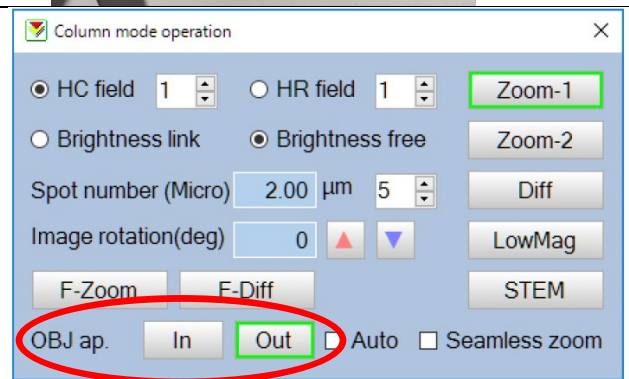 Column mode operation
HC field 1 HR field 1 Zoom-1
Brightness link Brightness free Zoom-2
Spot number (Micro) 2.00 μm 5 Diff
Image rotation(deg) 0 LowMag
F-Zoom F-Diff STEM
OBJ ap. In Out Auto Seamless zoom